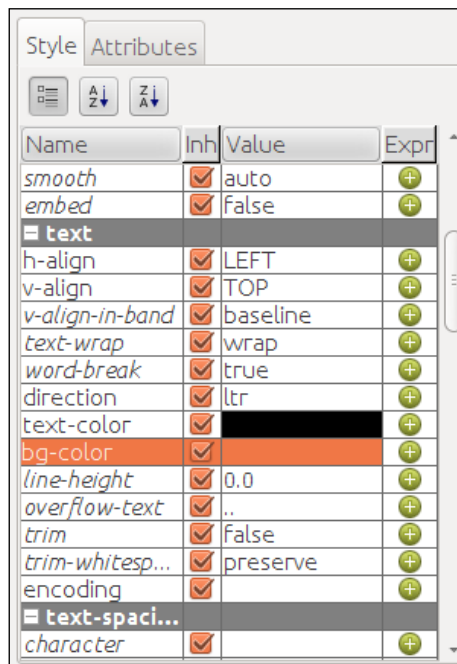 Style Attributes
A Z Z A
Name Inh Value Expr
smooth auto
embed false
text
h-align LEFT
v-align TOP
v-align-in-band baseline
text-wrap wrap
word-break true
direction ltr
text-color
bg-color
line-height 0.0
overflow-text ..
trim false
trim-whitesp... preserve
encoding
text-spaci...
character